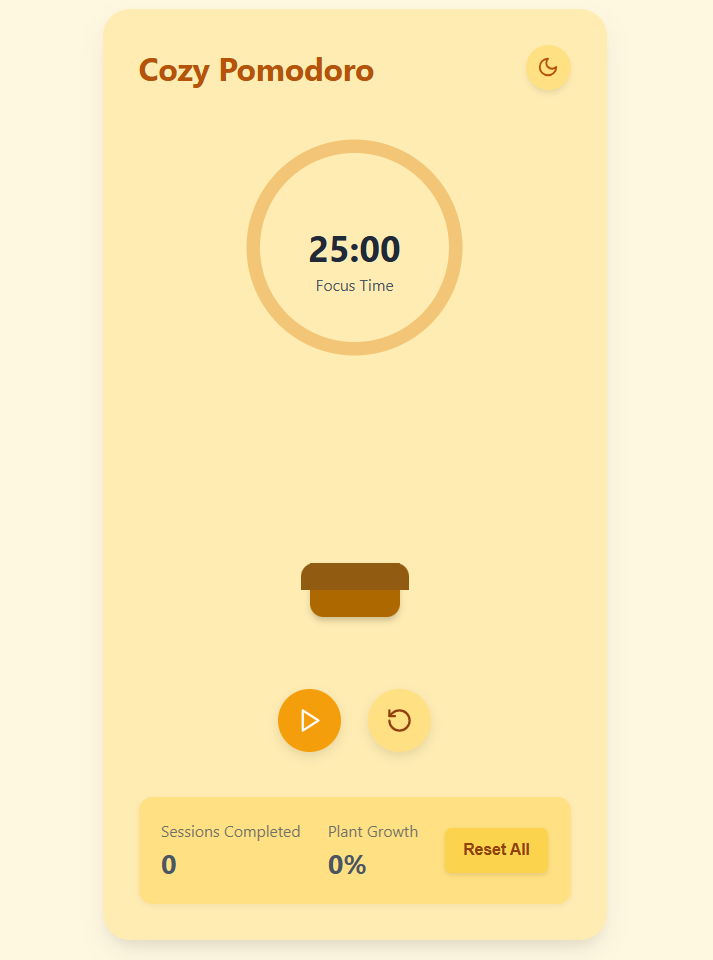 Cozy Pomodoro
25:00
Focus Time
Sessions Completed
0
Plant Growth
0%
Reset All